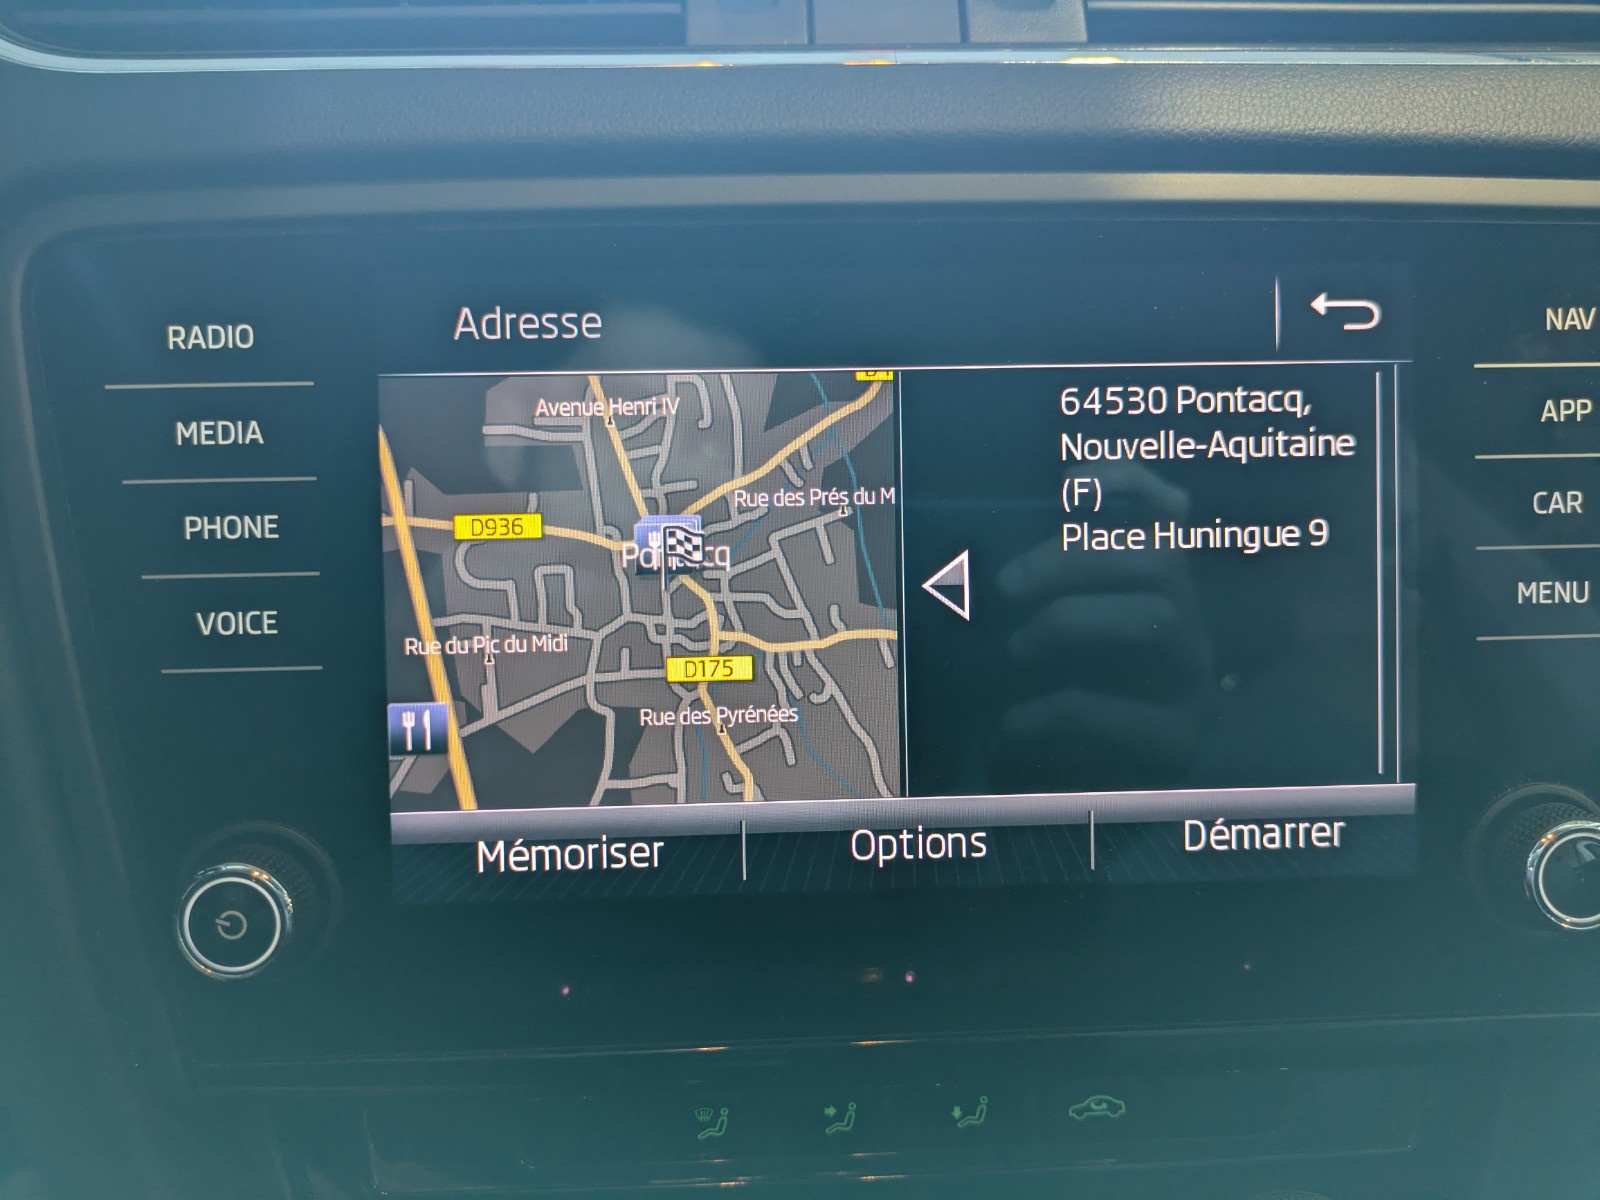 Adresse
RADIO
MEDIA
PHONE
VOICE
Avenue Henri IV
Rue des Prés du M
D936
Pontacq
Rue du Pic du Midi
D175
Rue des Pyrénées
64530 Pontacq,
Nouvelle-Aquitaine
(F)
Place Huningue 9
Mémoriser
Options
Démarrer
NAV
APP
CAR
MENU